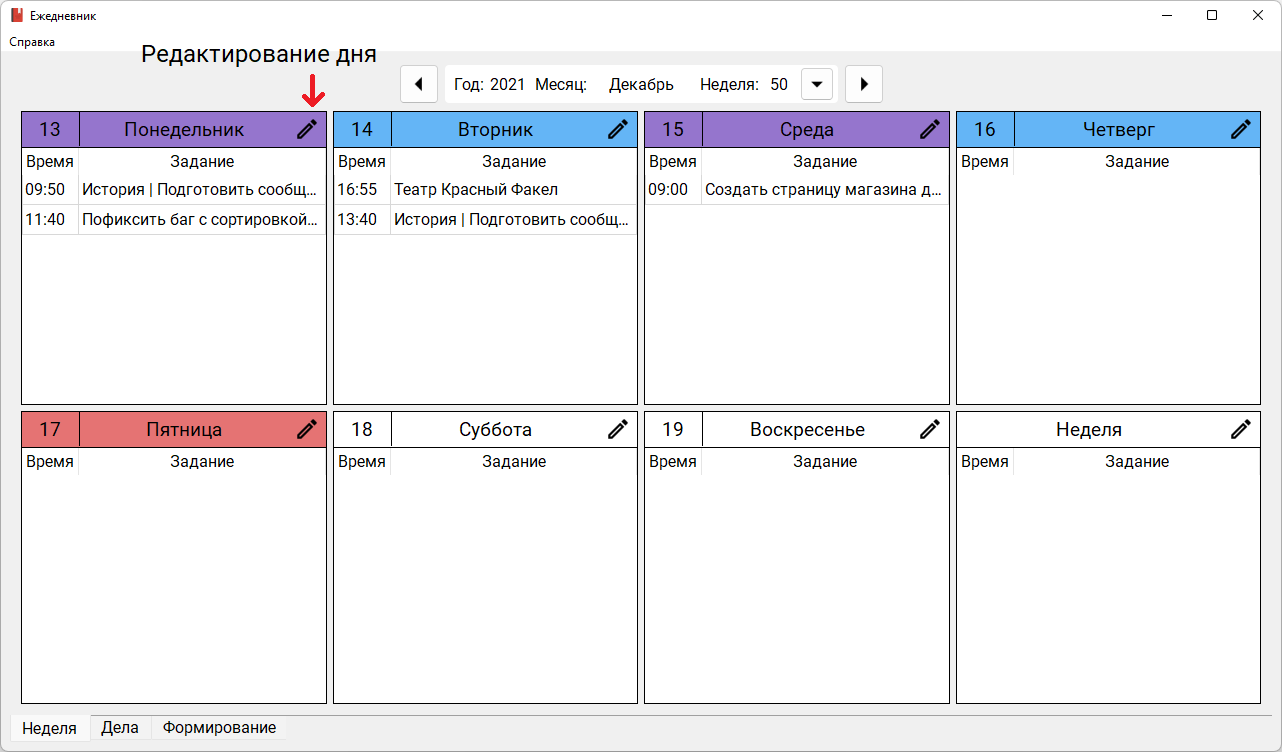 Ежедневник
Справка
Редактирование дня
Год: 2021 Месяц: Декабрь Неделя: 50
13 Понедельник
Время Задание
09:50 История | Подготовить сообщ...
11:40 Пофиксить баг с сортировкой...
14 Вторник
Время Задание
16:55 Театр Красный Факел
13:40 История | Подготовить сообщ...
15 Среда
Время Задание
09:00 Создать страницу магазина д...
16 Четверг
Время Задание
17 Пятница
Время Задание
18 Суббота
Время Задание
19 Воскресенье
Время Задание
Неделя
Время Задание
Неделя Дела Формирование